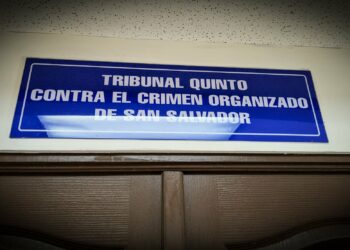 TRIBUNAL QUINTO
CONTRA EL CRIMEN ORGANIZADO
DE SAN SALVADOR